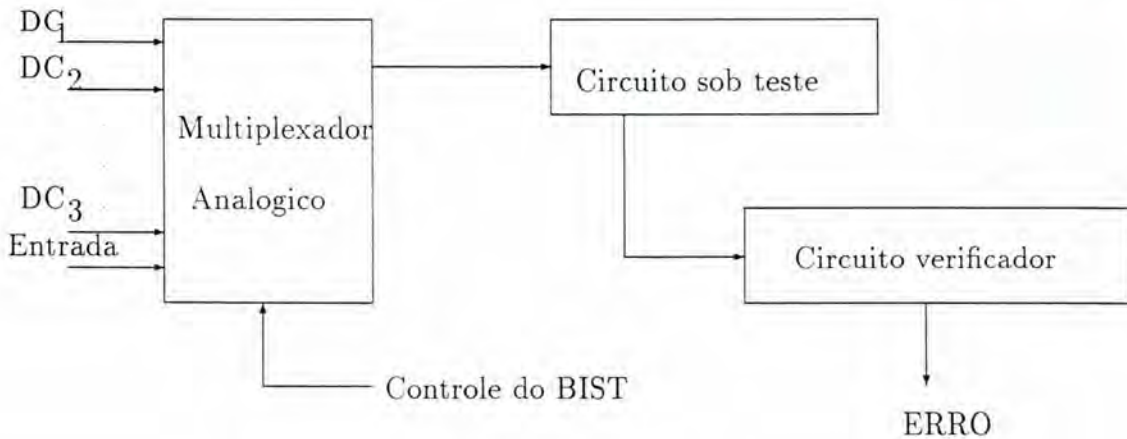 DC₁
DC₂
Multiplexador
Analogico
DC₃
Entrada
Circuito sob teste
Circuito verificador
Controle do BIST
ERRO